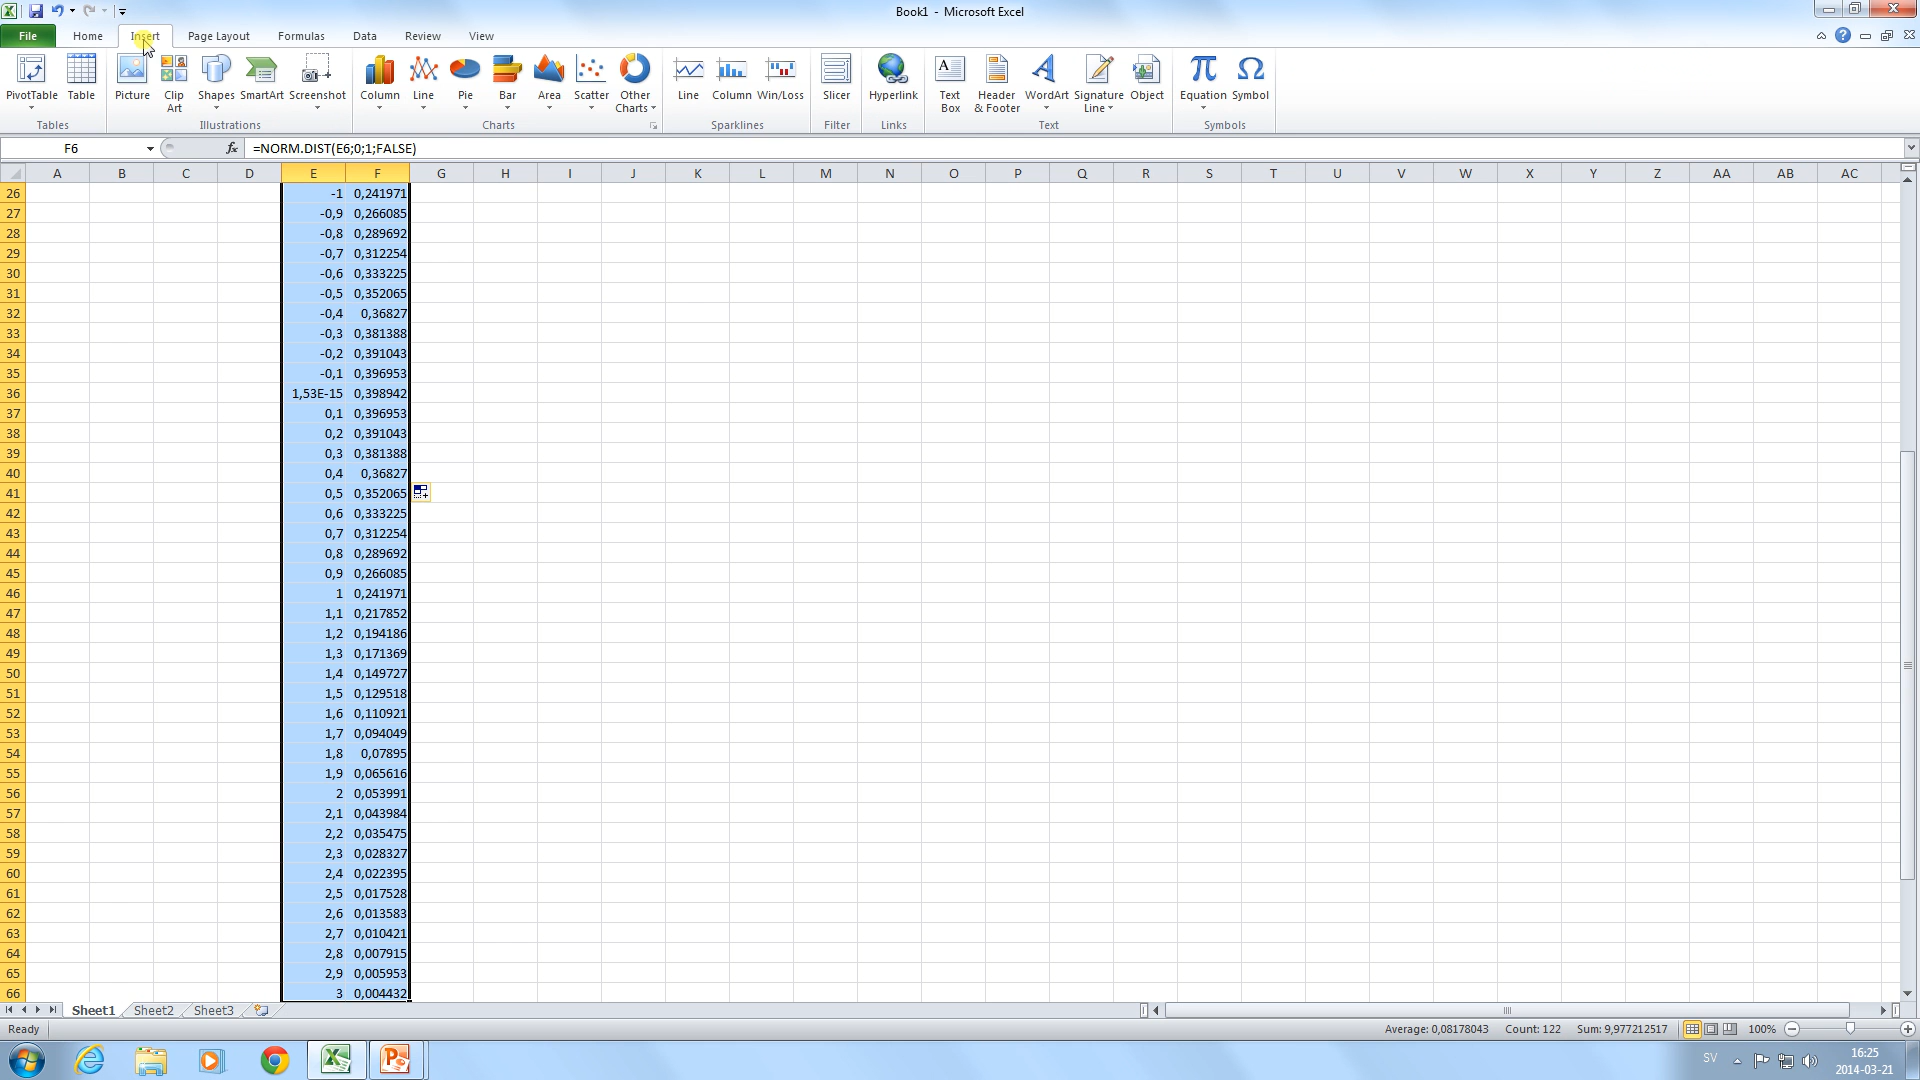 Book1 - Microsoft Excel
File Home Insert Page Layout Formulas Data Review View
PivotTable Table Picture Clip Art Shapes SmartArt Screenshot Column Line Pie Bar Area Scatter Other Charts Line Column Win/Loss Slicer Hyperlink Text Box Header & Footer WordArt Signature Line Object Equation Symbol
Tables Illustrations Charts Sparklines Filter Links Text Symbols
F6 fx =NORM.DIST(E6;0;1;FALSE)
A B C D E F G H I J K L M N O P Q R S T U V W X Y Z AA AB AC
26 -1 0,241971
27 -0,9 0,266085
28 -0,8 0,289692
29 -0,7 0,312254
30 -0,6 0,333225
31 -0,5 0,352065
32 -0,4 0,36827
33 -0,3 0,381388
34 -0,2 0,391043
35 -0,1 0,396953
36 1,53E-15 0,398942
37 0,1 0,396953
38 0,2 0,391043
39 0,3 0,381388
40 0,4 0,36827
41 0,5 0,352065
42 0,6 0,333225
43 0,7 0,312254
44 0,8 0,289692
45 0,9 0,266085
46 1 0,241971
47 1,1 0,217852
48 1,2 0,194186
49 1,3 0,171369
50 1,4 0,149727
51 1,5 0,129518
52 1,6 0,110921
53 1,7 0,094049
54 1,8 0,07895
55 1,9 0,065616
56 2 0,053991
57 2,1 0,043984
58 2,2 0,035475
59 2,3 0,028327
60 2,4 0,022395
61 2,5 0,017528
62 2,6 0,013583
63 2,7 0,010421
64 2,8 0,007915
65 2,9 0,005953
66 3 0,004432
Sheet1 Sheet2 Sheet3
Ready Average: 0,08178043 Count: 122 Sum: 9,977212517 100%
SV 16:25
2014-03-21